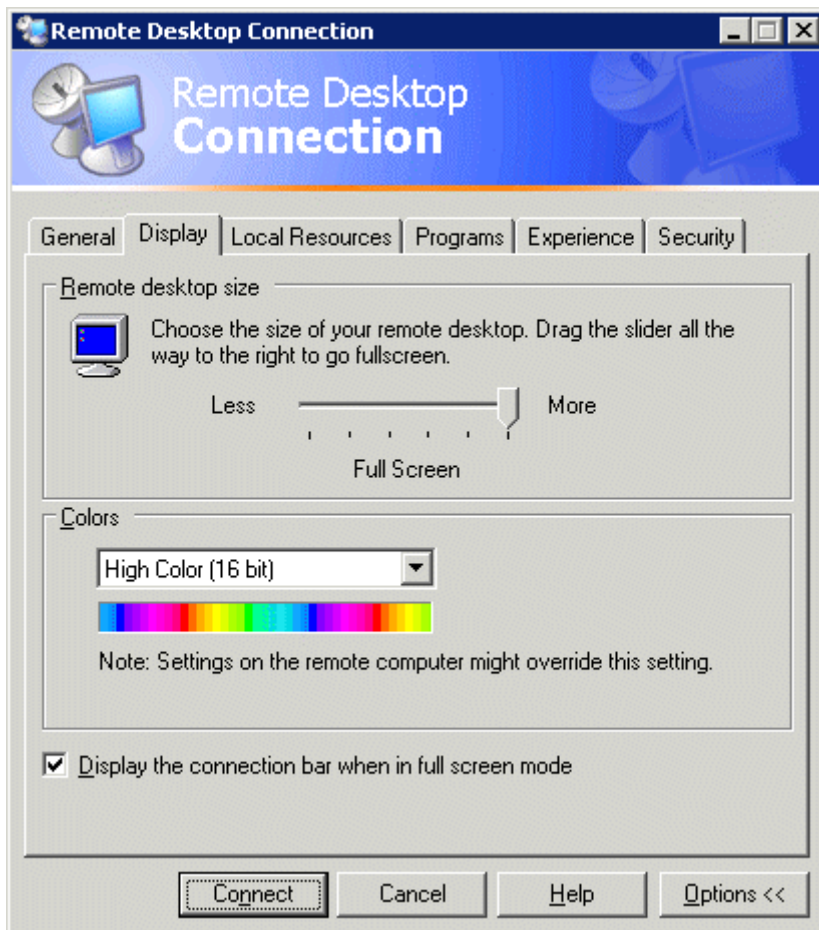 Remote Desktop Connection
Remote Desktop
Connection
General Display Local Resources Programs Experience Security
Remote desktop size
Choose the size of your remote desktop. Drag the slider all the
way to the right to go fullscreen.
Less More
Full Screen
Colors
High Color (16 bit)
Note: Settings on the remote computer might override this setting.
Display the connection bar when in full screen mode
Connect Cancel Help Options <<